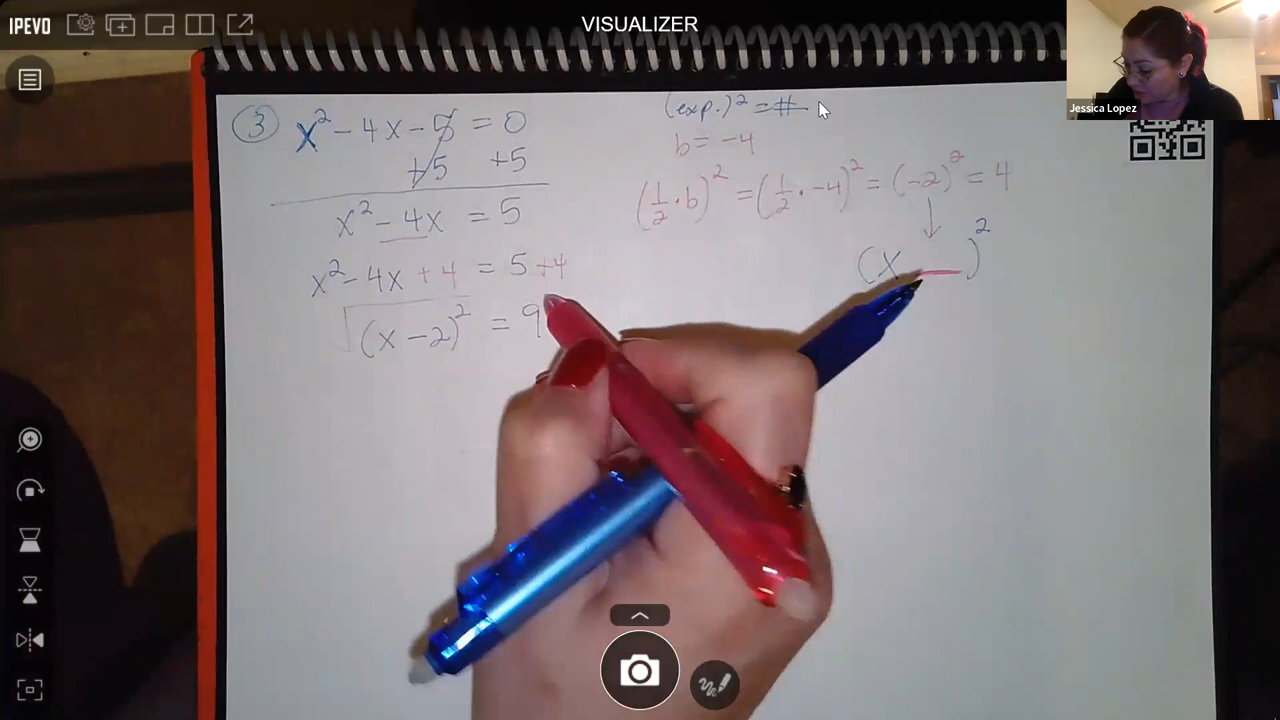 IPEVO
VISUALIZER
Jessica Lopez
③ x² - 4x - 5 = 0
+5 +5
x² - 4x = 5
x² - 4x + 4 = 5 + 4
√(x - 2)² = 9
(exp.)² = #
b = -4
(1/2 · b)² = (1/2 · -4)² = (-2)² = 4
↓
(x __ )²